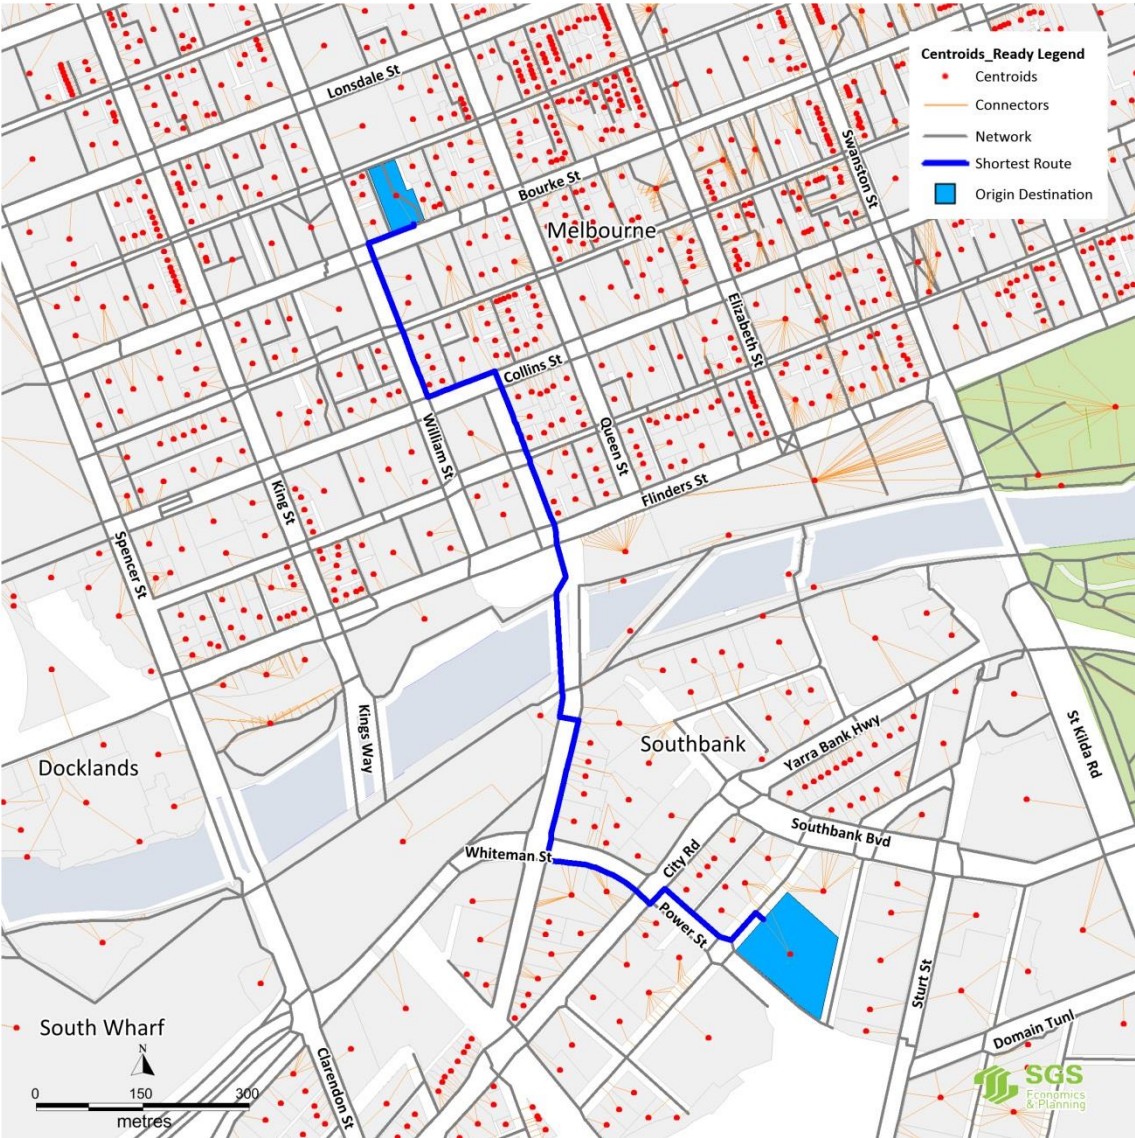 Centroids_Ready Legend
Centroids
Connectors
Network
Shortest Route
Origin Destination
Lonsdale St
Swanston St
Bourke St
Melbourne
Elizabeth St
Collins St
William St
Queen St
King St
Flinders St
Spencer St
Kings Way
St Kilda Rd
Yarra Bank Hwy
Southbank
Docklands
Southbank Bvd
Whiteman St
City Rd
Power St
Sturt St
South Wharf
Domain Tunl
Clarendon St
N
0 150 300
metres
SGS
Economics
& Planning